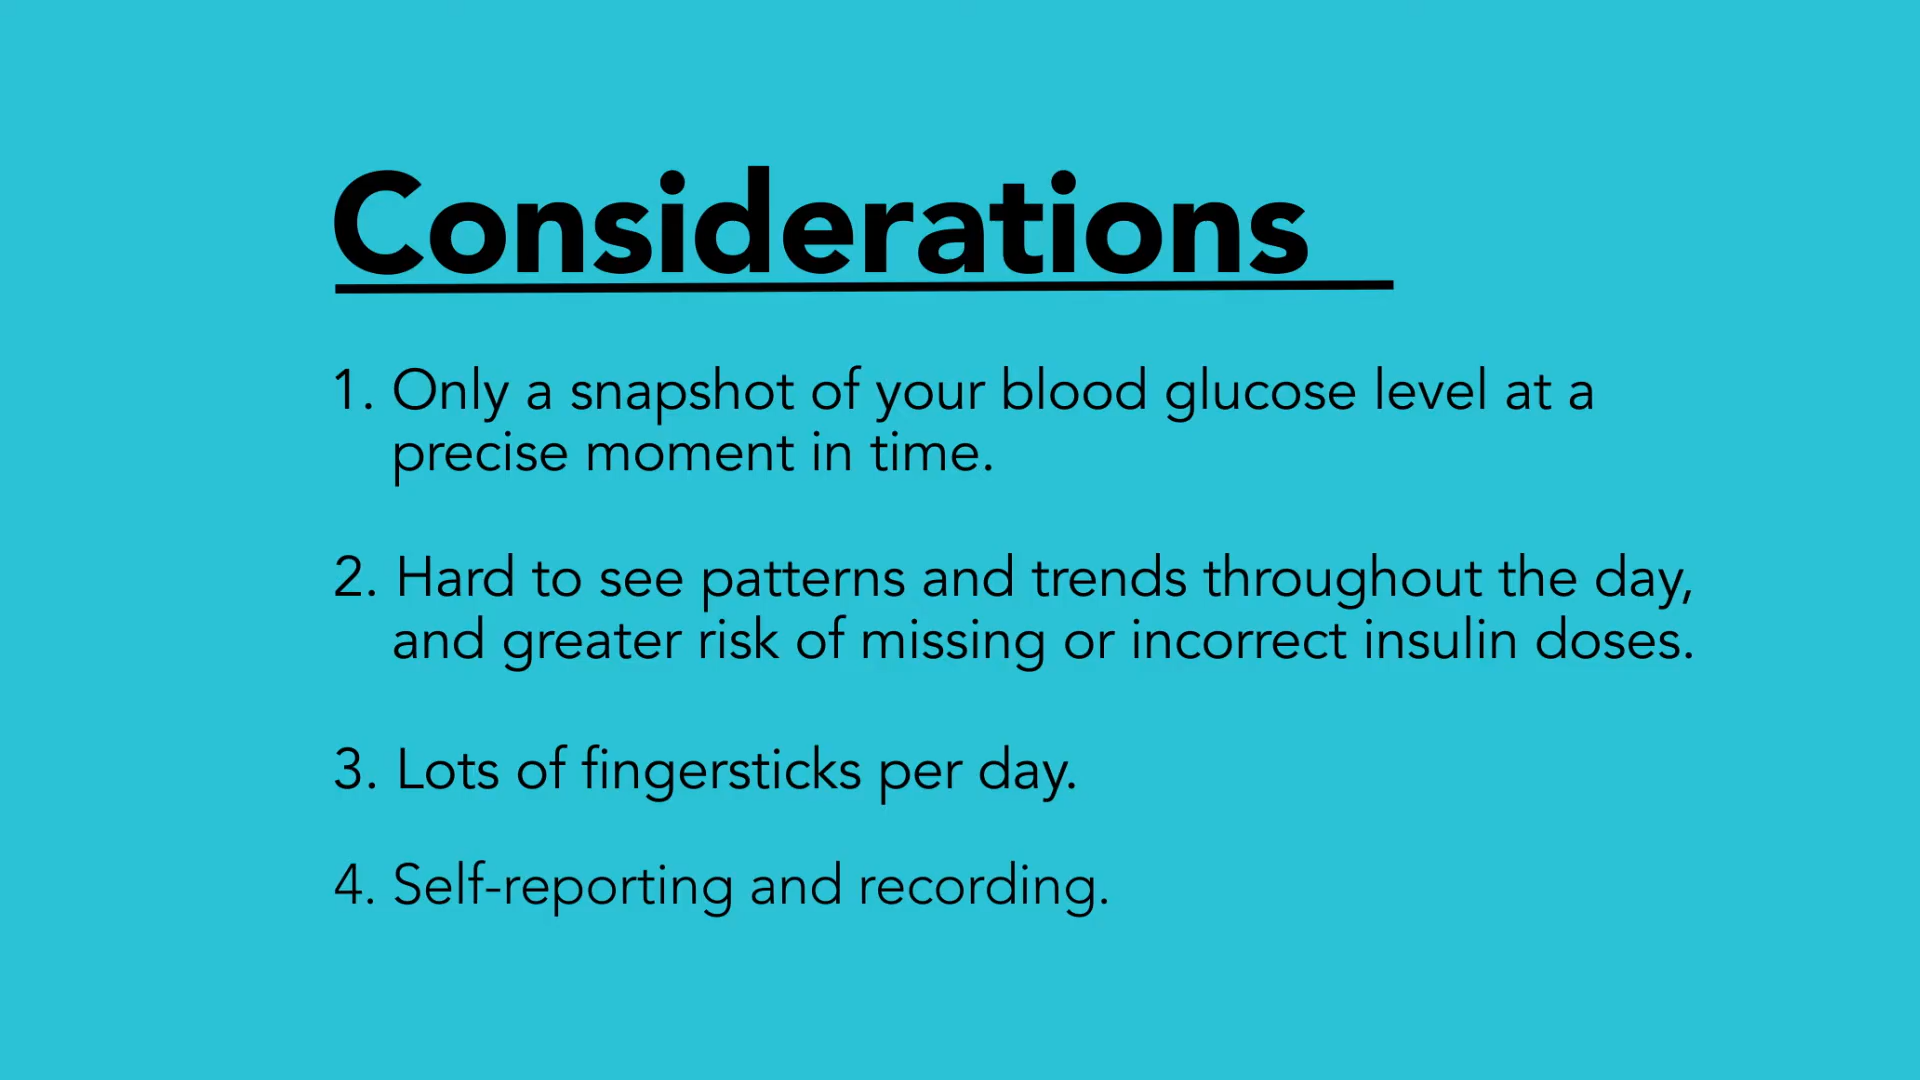 Considerations
1. Only a snapshot of your blood glucose level at a
precise moment in time.
2. Hard to see patterns and trends throughout the day,
and greater risk of missing or incorrect insulin doses.
3. Lots of fingersticks per day.
4. Self-reporting and recording.